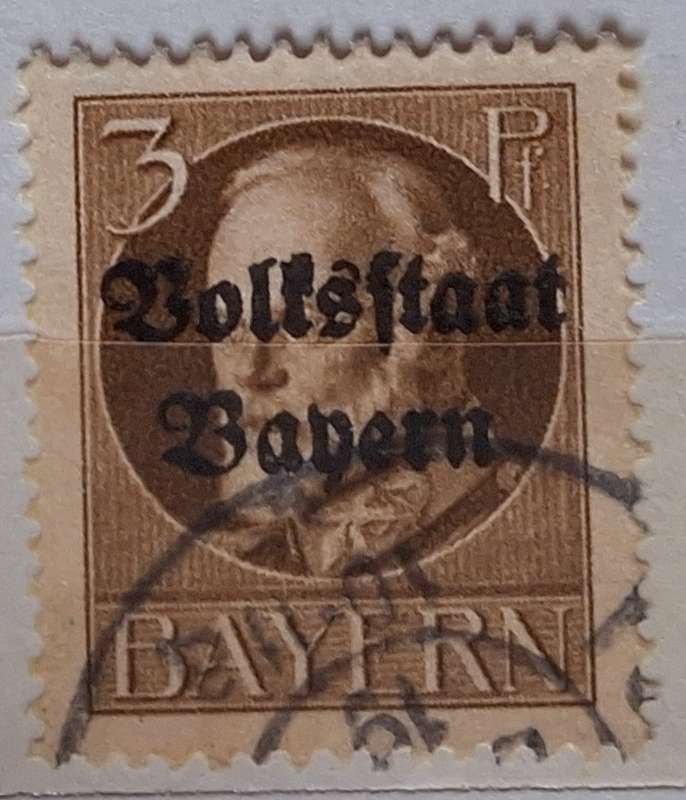 3 Pf.
Volksstaat
Bayern
BAYERN